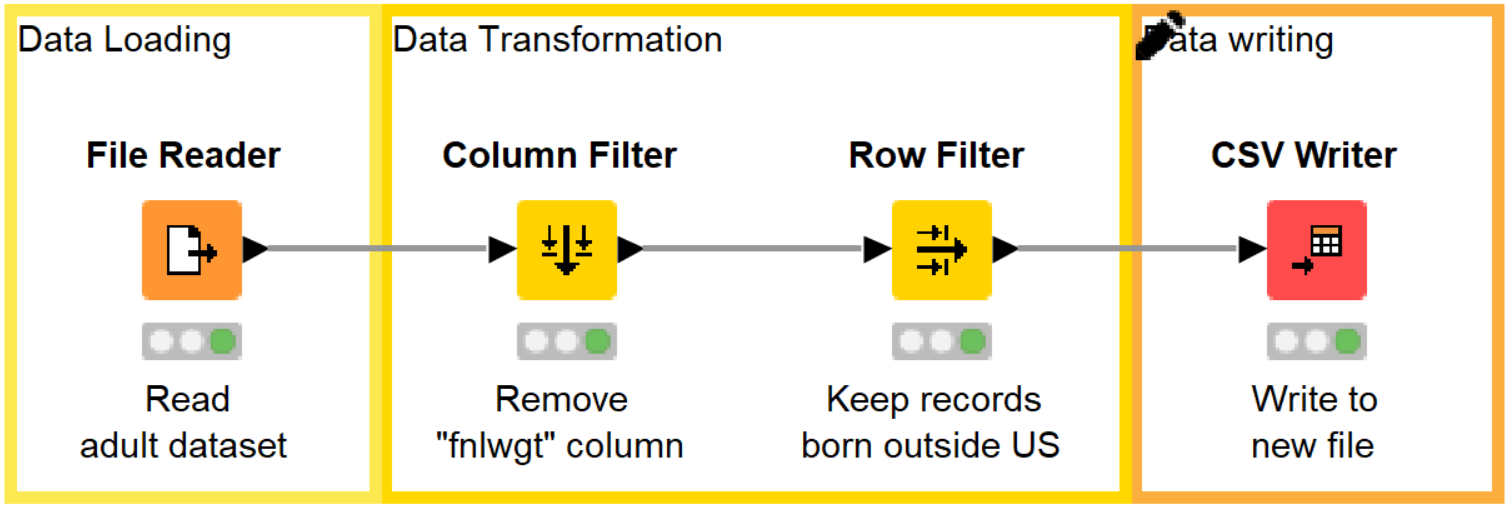 Data Loading
Data Transformation
Data writing
File Reader
Column Filter
Row Filter
CSV Writer
Read
adult dataset
Remove
"fnlwgt" column
Keep records
born outside US
Write to
new file